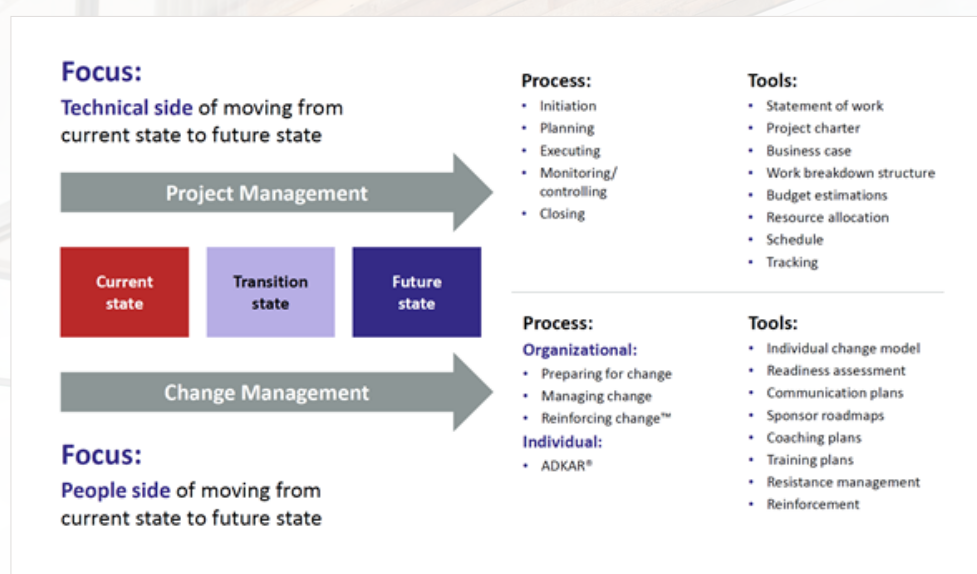 Focus:
Technical side of moving from
current state to future state
Project Management
Current
state
Transition
state
Future
state
Change Management
Focus:
People side of moving from
current state to future state
Process:
• Initiation
• Planning
• Executing
• Monitoring/
controlling
• Closing
Tools:
• Statement of work
• Project charter
• Business case
• Work breakdown structure
• Budget estimations
• Resource allocation
• Schedule
• Tracking
Process:
Organizational:
• Preparing for change
• Managing change
• Reinforcing change™
Individual:
• ADKAR®
Tools:
• Individual change model
• Readiness assessment
• Communication plans
• Sponsor roadmaps
• Coaching plans
• Training plans
• Resistance management
• Reinforcement